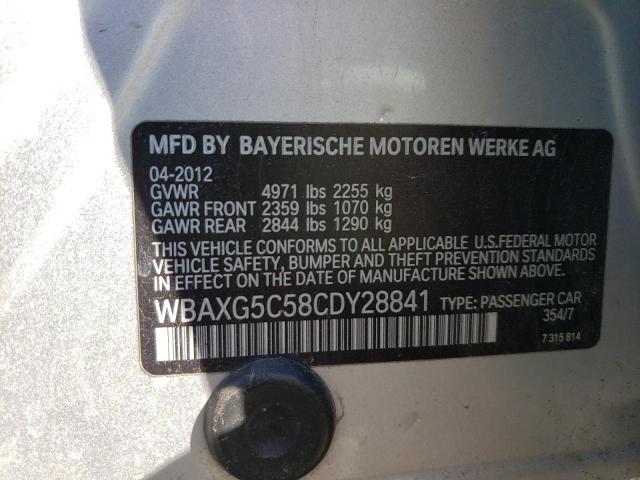 MFD BY BAYERISCHE MOTOREN WERKE AG
04-2012
GVWR 4971 lbs 2255 kg
GAWR FRONT 2359 lbs 1070 kg
GAWR REAR 2844 lbs 1290 kg
THIS VEHICLE CONFORMS TO ALL APPLICABLE U.S.FEDERAL MOTOR
VEHICLE SAFETY, BUMPER AND THEFT PREVENTION STANDARDS
IN EFFECT ON THE DATE OF MANUFACTURE SHOWN ABOVE.
WBAXG5C58CDY28841 TYPE: PASSENGER CAR
354/7
7 315 814